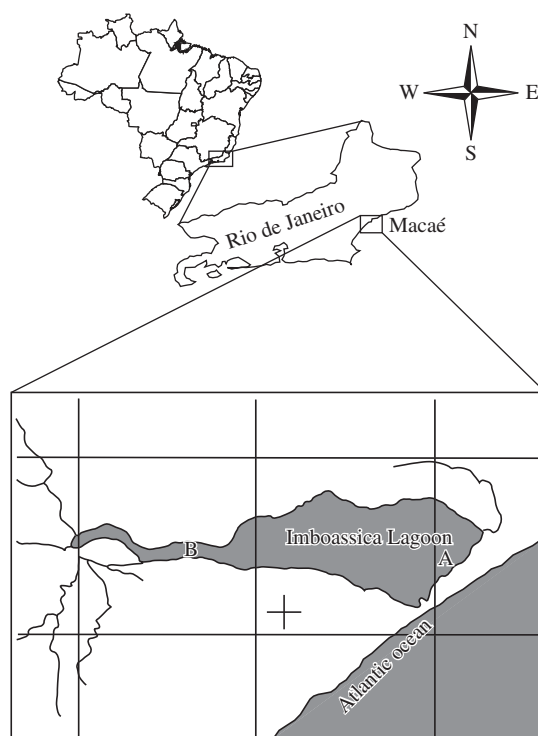 N
W
E
S
Rio de Janeiro
Macaé
Imboassica Lagoon
A
B
Atlantic ocean